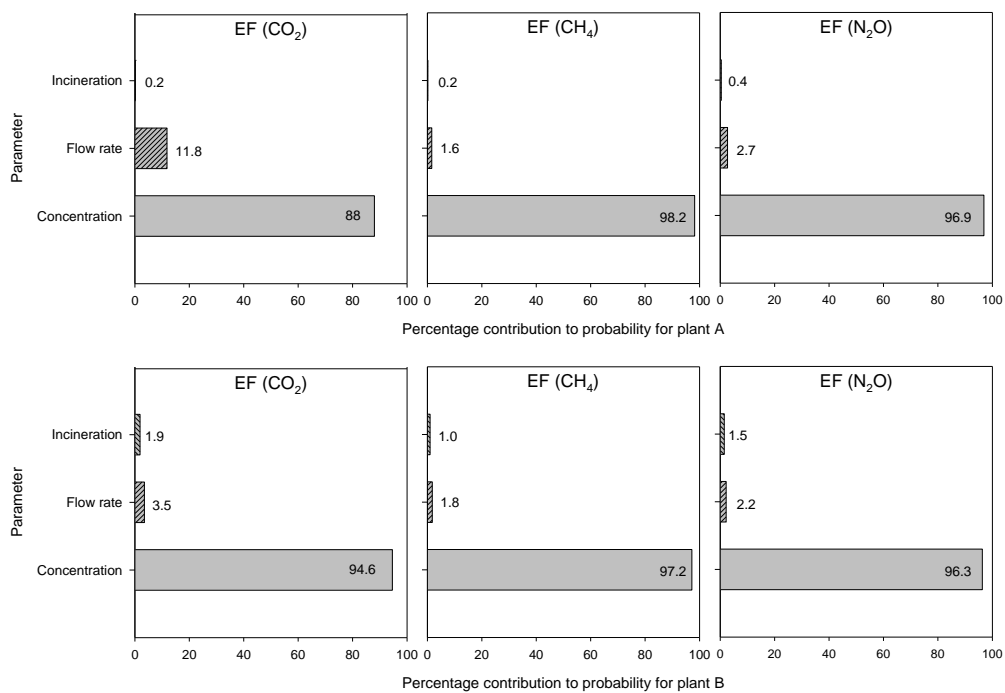 EF (CO₂)
EF (CH₄)
EF (N₂O)
Parameter
Incineration
Flow rate
Concentration
0.2
11.8
88
0.2
1.6
98.2
0.4
2.7
96.9
0 20 40 60 80 100
0 20 40 60 80 100
0 20 40 60 80 100
Percentage contribution to probability for plant A
EF (CO₂)
EF (CH₄)
EF (N₂O)
Parameter
Incineration
Flow rate
Concentration
1.9
3.5
94.6
1.0
1.8
97.2
1.5
2.2
96.3
0 20 40 60 80 100
0 20 40 60 80 100
0 20 40 60 80 100
Percentage contribution to probability for plant B